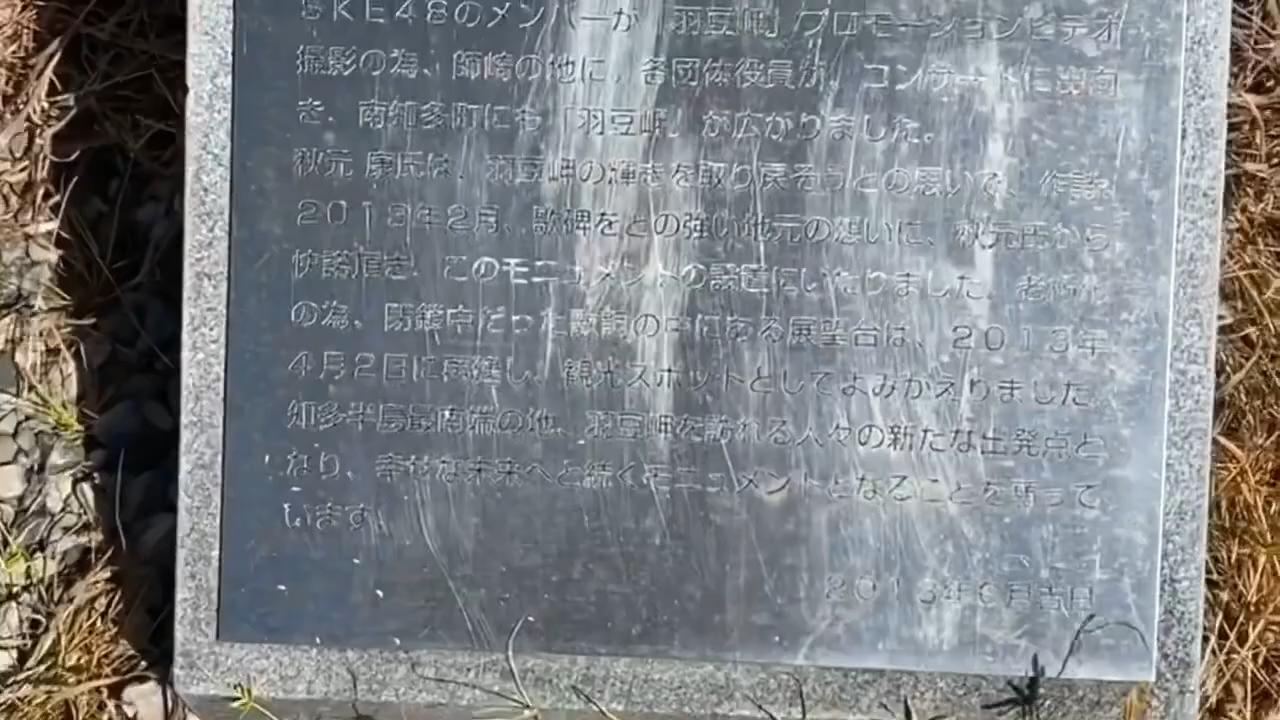 SKE48のメンバーが「羽豆岬」プロモーションビデオ
撮影の為、師崎の地に、各団体役員が、コンサートに出向
き、南知多町にも「羽豆岬」が広がりました。
秋元 康氏は、羽豆岬の輝きを取り戻そうとの思いで、作詞
2013年2月、歌碑をとの強い地元の想いに、秋元氏から
快諾頂き、このモニュメントの設置にいたりました。老朽化
の為、閉鎖中だった歌詞の中にある展望台は、2013年
4月2日に再建し、観光スポットとしてよみがえりました。
知多半島最南端の地、羽豆岬を訪れる人々の新たな出発点と
なり、幸せな未来へと続くモニュメントとなることを願って
います。
2013年6月吉日